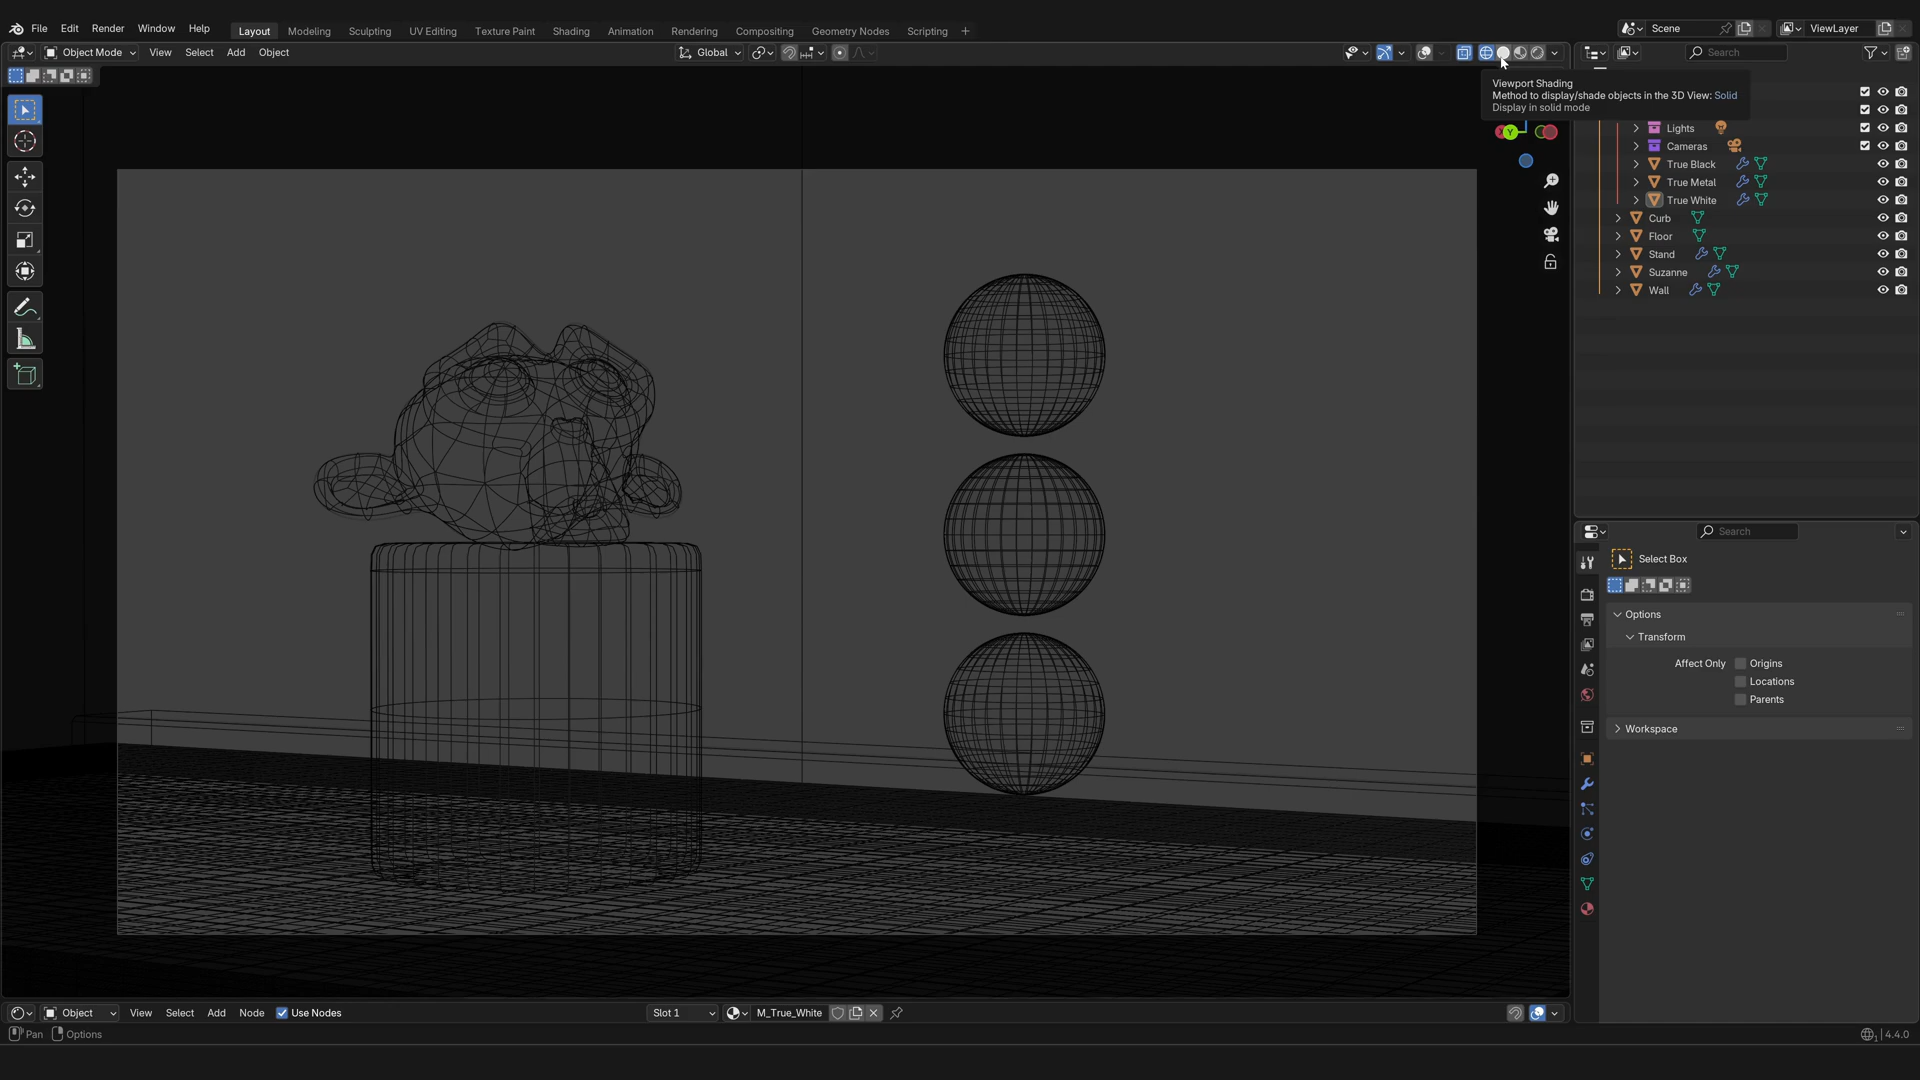 File Edit Render Window Help
Layout Modeling Sculpting UV Editing Texture Paint Shading Animation Rendering Compositing Geometry Nodes Scripting +
Scene
ViewLayer
Object Mode View Select Add Object
Global
Search
Viewport Shading
Method to display/shade objects in the 3D View: Solid
Display in solid mode
Y
Lights
Cameras
True Black
True Metal
True White
Curb
Floor
Stand
Suzanne
Wall
Search
Select Box
Options
Transform
Affect Only Origins
Locations
Parents
Workspace
Object View Select Add Node Use Nodes
Slot 1
M_True_White
Pan Options
4.4.0